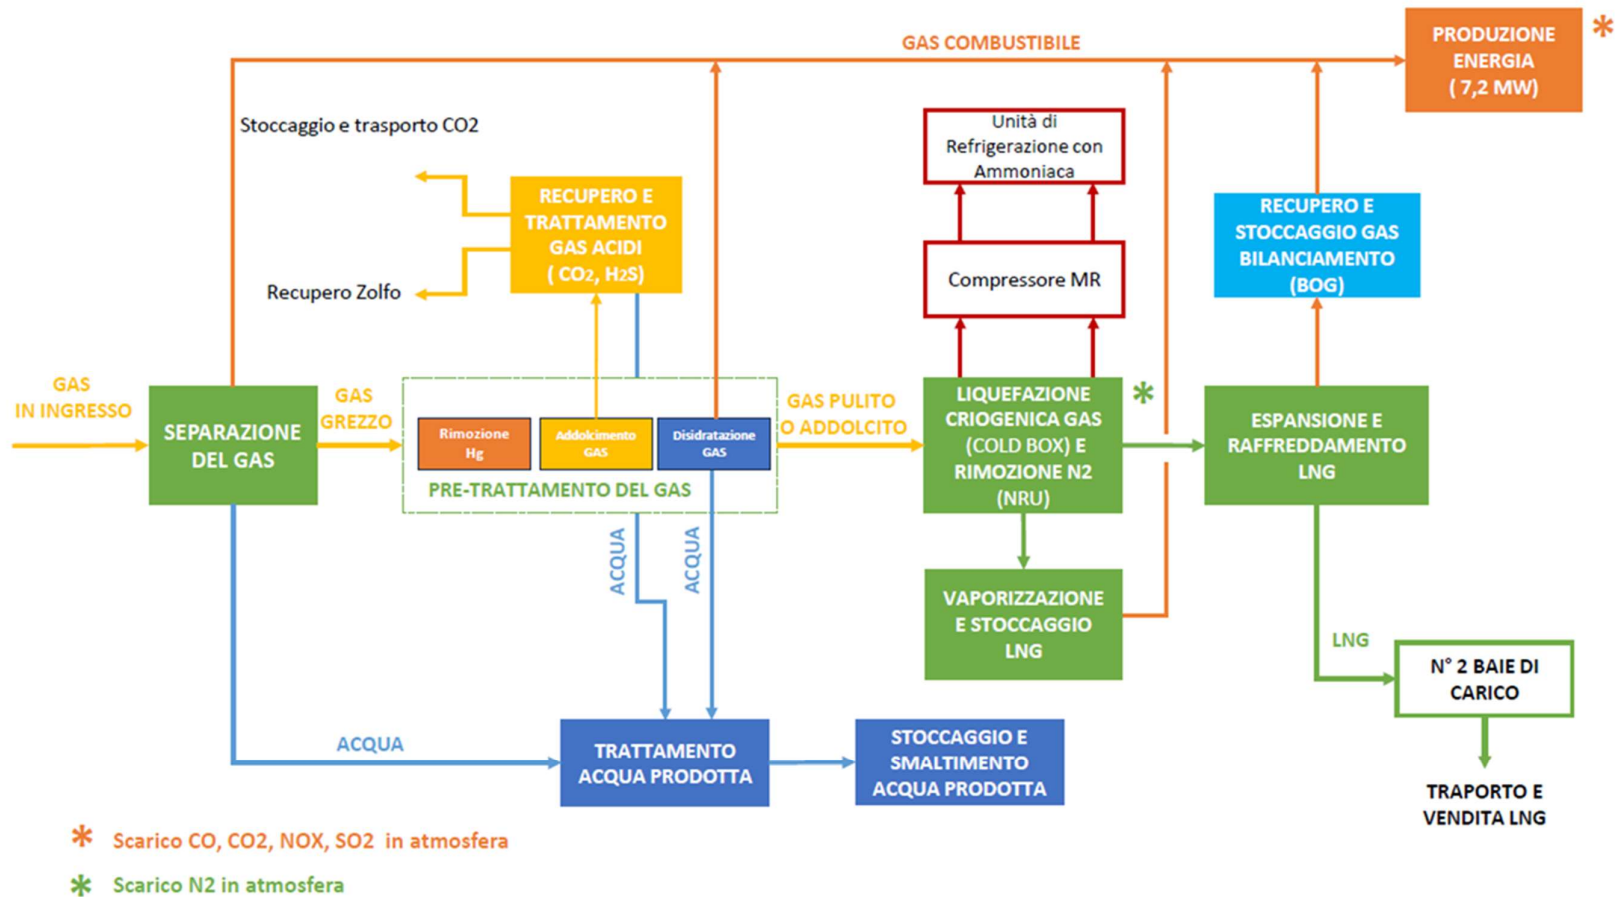 GAS COMBUSTIBILE
PRODUZIONE
ENERGIA
( 7,2 MW)
*
Stoccaggio e trasporto CO2
Unità di
Refrigerazione con
Ammoniaca
RECUPERO E
TRATTAMENTO
GAS ACIDI
( CO2, H2S)
RECUPERO E
STOCCAGGIO GAS
BILANCIAMENTO
(BOG)
Recupero Zolfo
Compressore MR
GAS
IN INGRESSO
SEPARAZIONE
DEL GAS
GAS
GREZZO
Rimozione
Hg
Addolcimento
GAS
Disidratazione
GAS
PRE-TRATTAMENTO DEL GAS
GAS PULITO
O ADDOLCITO
LIQUEFAZIONE
CRIOGENICA GAS
(COLD BOX) E
RIMOZIONE N2
(NRU)
*
ESPANSIONE E
RAFFREDDAMENTO
LNG
ACQUA
ACQUA
VAPORIZZAZIONE
E STOCCAGGIO
LNG
LNG
N° 2 BAIE DI
CARICO
ACQUA
TRATTAMENTO
ACQUA PRODOTTA
STOCCAGGIO E
SMALTIMENTO
ACQUA PRODOTTA
TRAPORTO E
VENDITA LNG
* Scarico CO, CO2, NOX, SO2 in atmosfera
* Scarico N2 in atmosfera